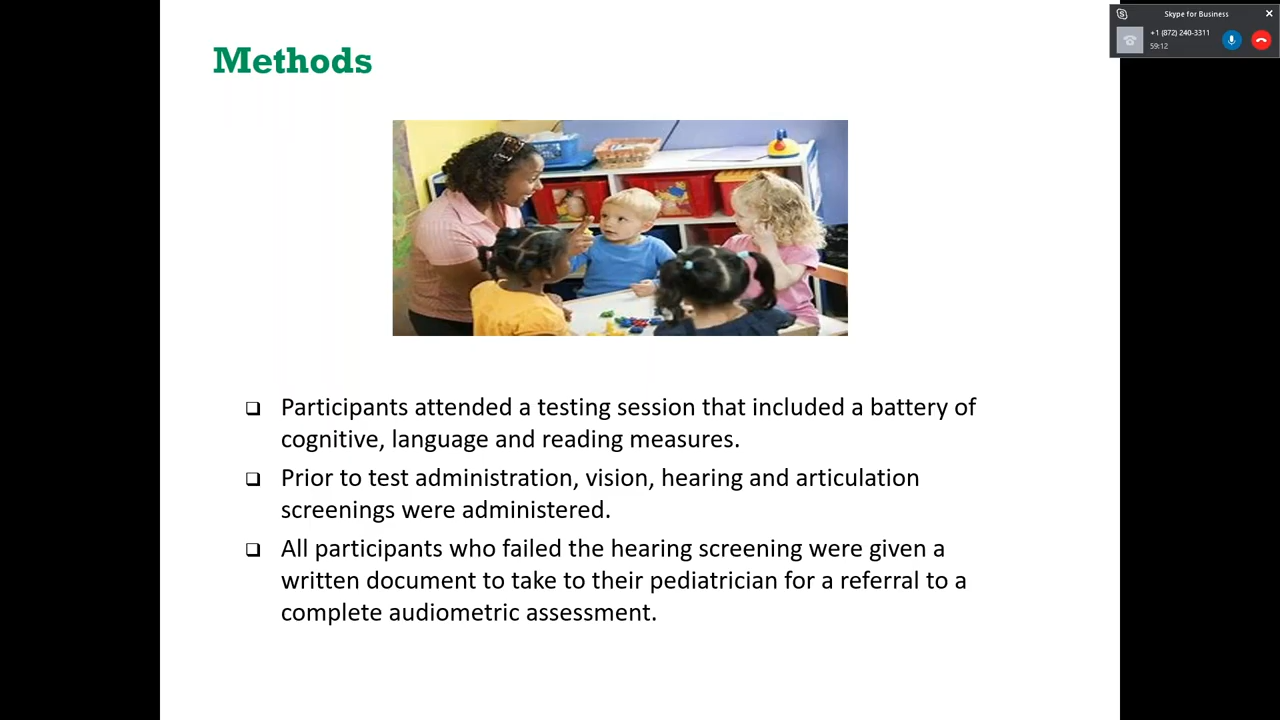 Skype for Business
+1 (872) 240-3311
59:12
Methods
Participants attended a testing session that included a battery of
cognitive, language and reading measures.
Prior to test administration, vision, hearing and articulation
screenings were administered.
All participants who failed the hearing screening were given a
written document to take to their pediatrician for a referral to a
complete audiometric assessment.